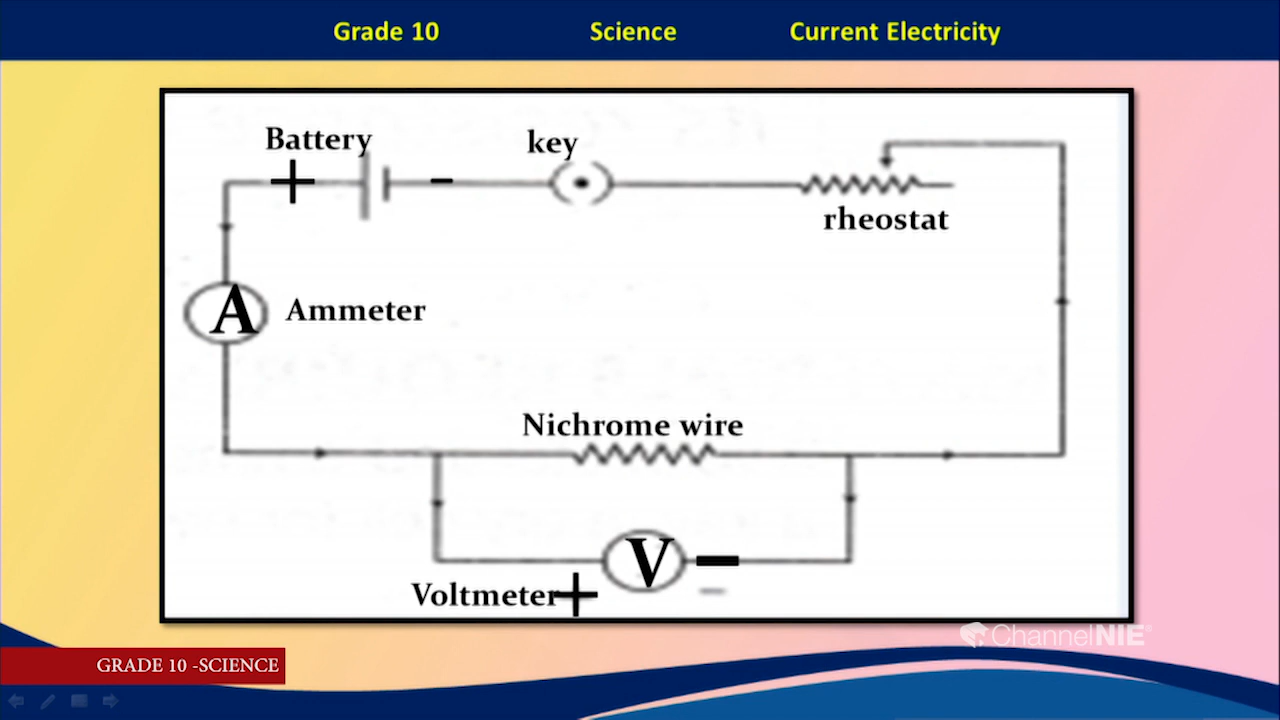 Grade 10 Science Current Electricity
Battery
key
+
-
rheostat
A
Ammeter
Nichrome wire
V
Voltmeter
+
-
ChannelNIE
GRADE 10 -SCIENCE